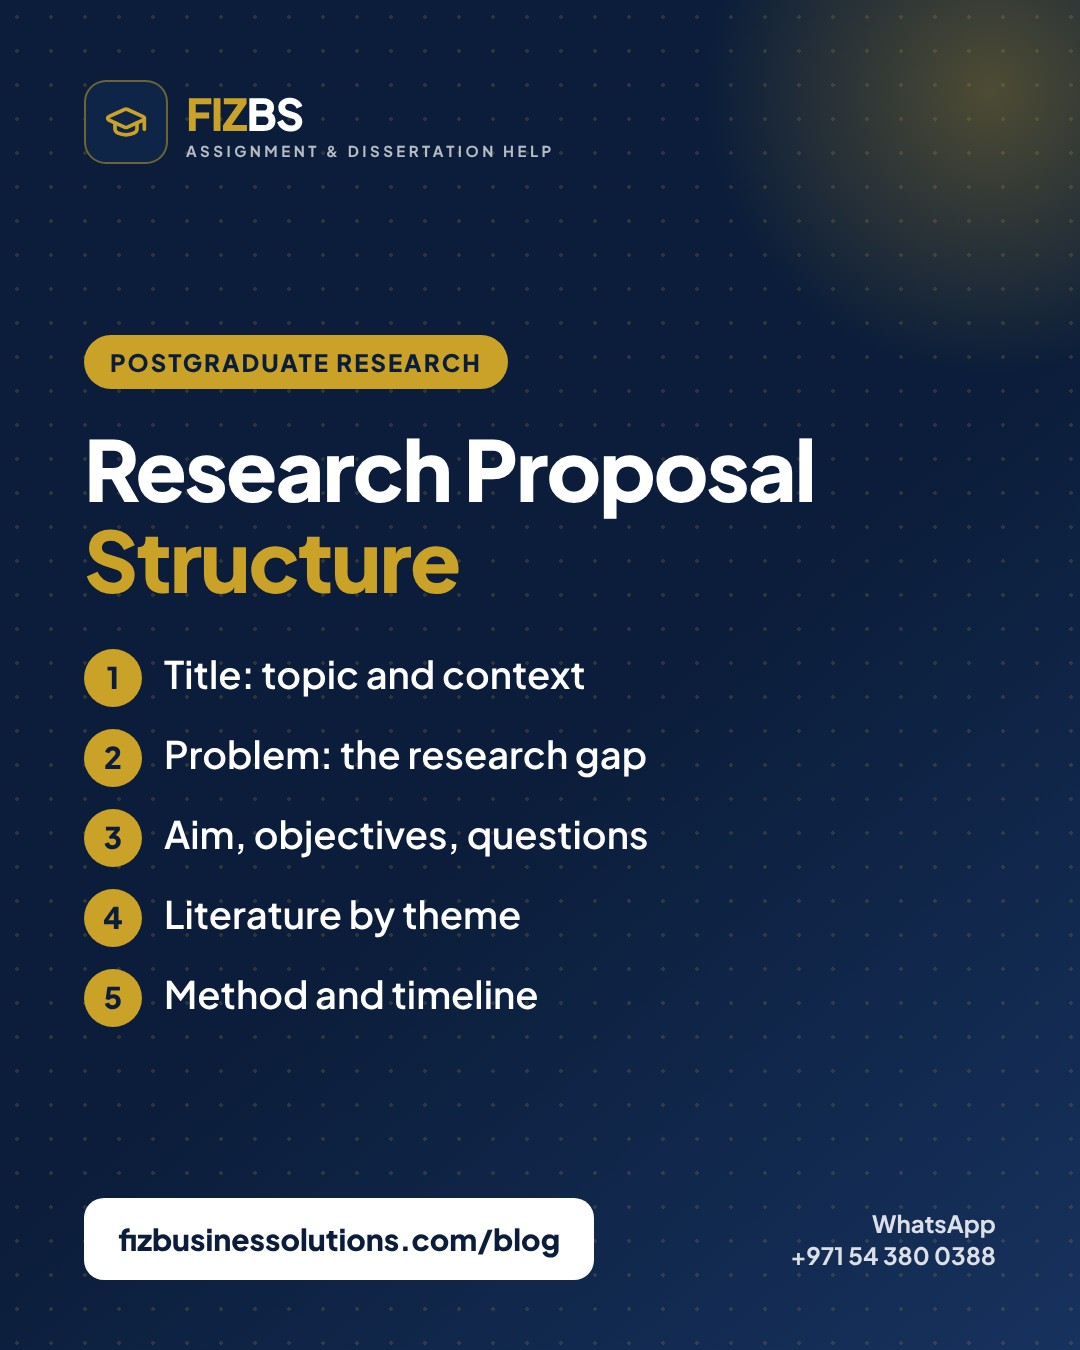 FIZBS
ASSIGNMENT & DISSERTATION HELP
POSTGRADUATE RESEARCH
Research Proposal
Structure
1 Title: topic and context
2 Problem: the research gap
3 Aim, objectives, questions
4 Literature by theme
5 Method and timeline
fizbusinessolutions.com/blog
WhatsApp
+971 54 380 0388